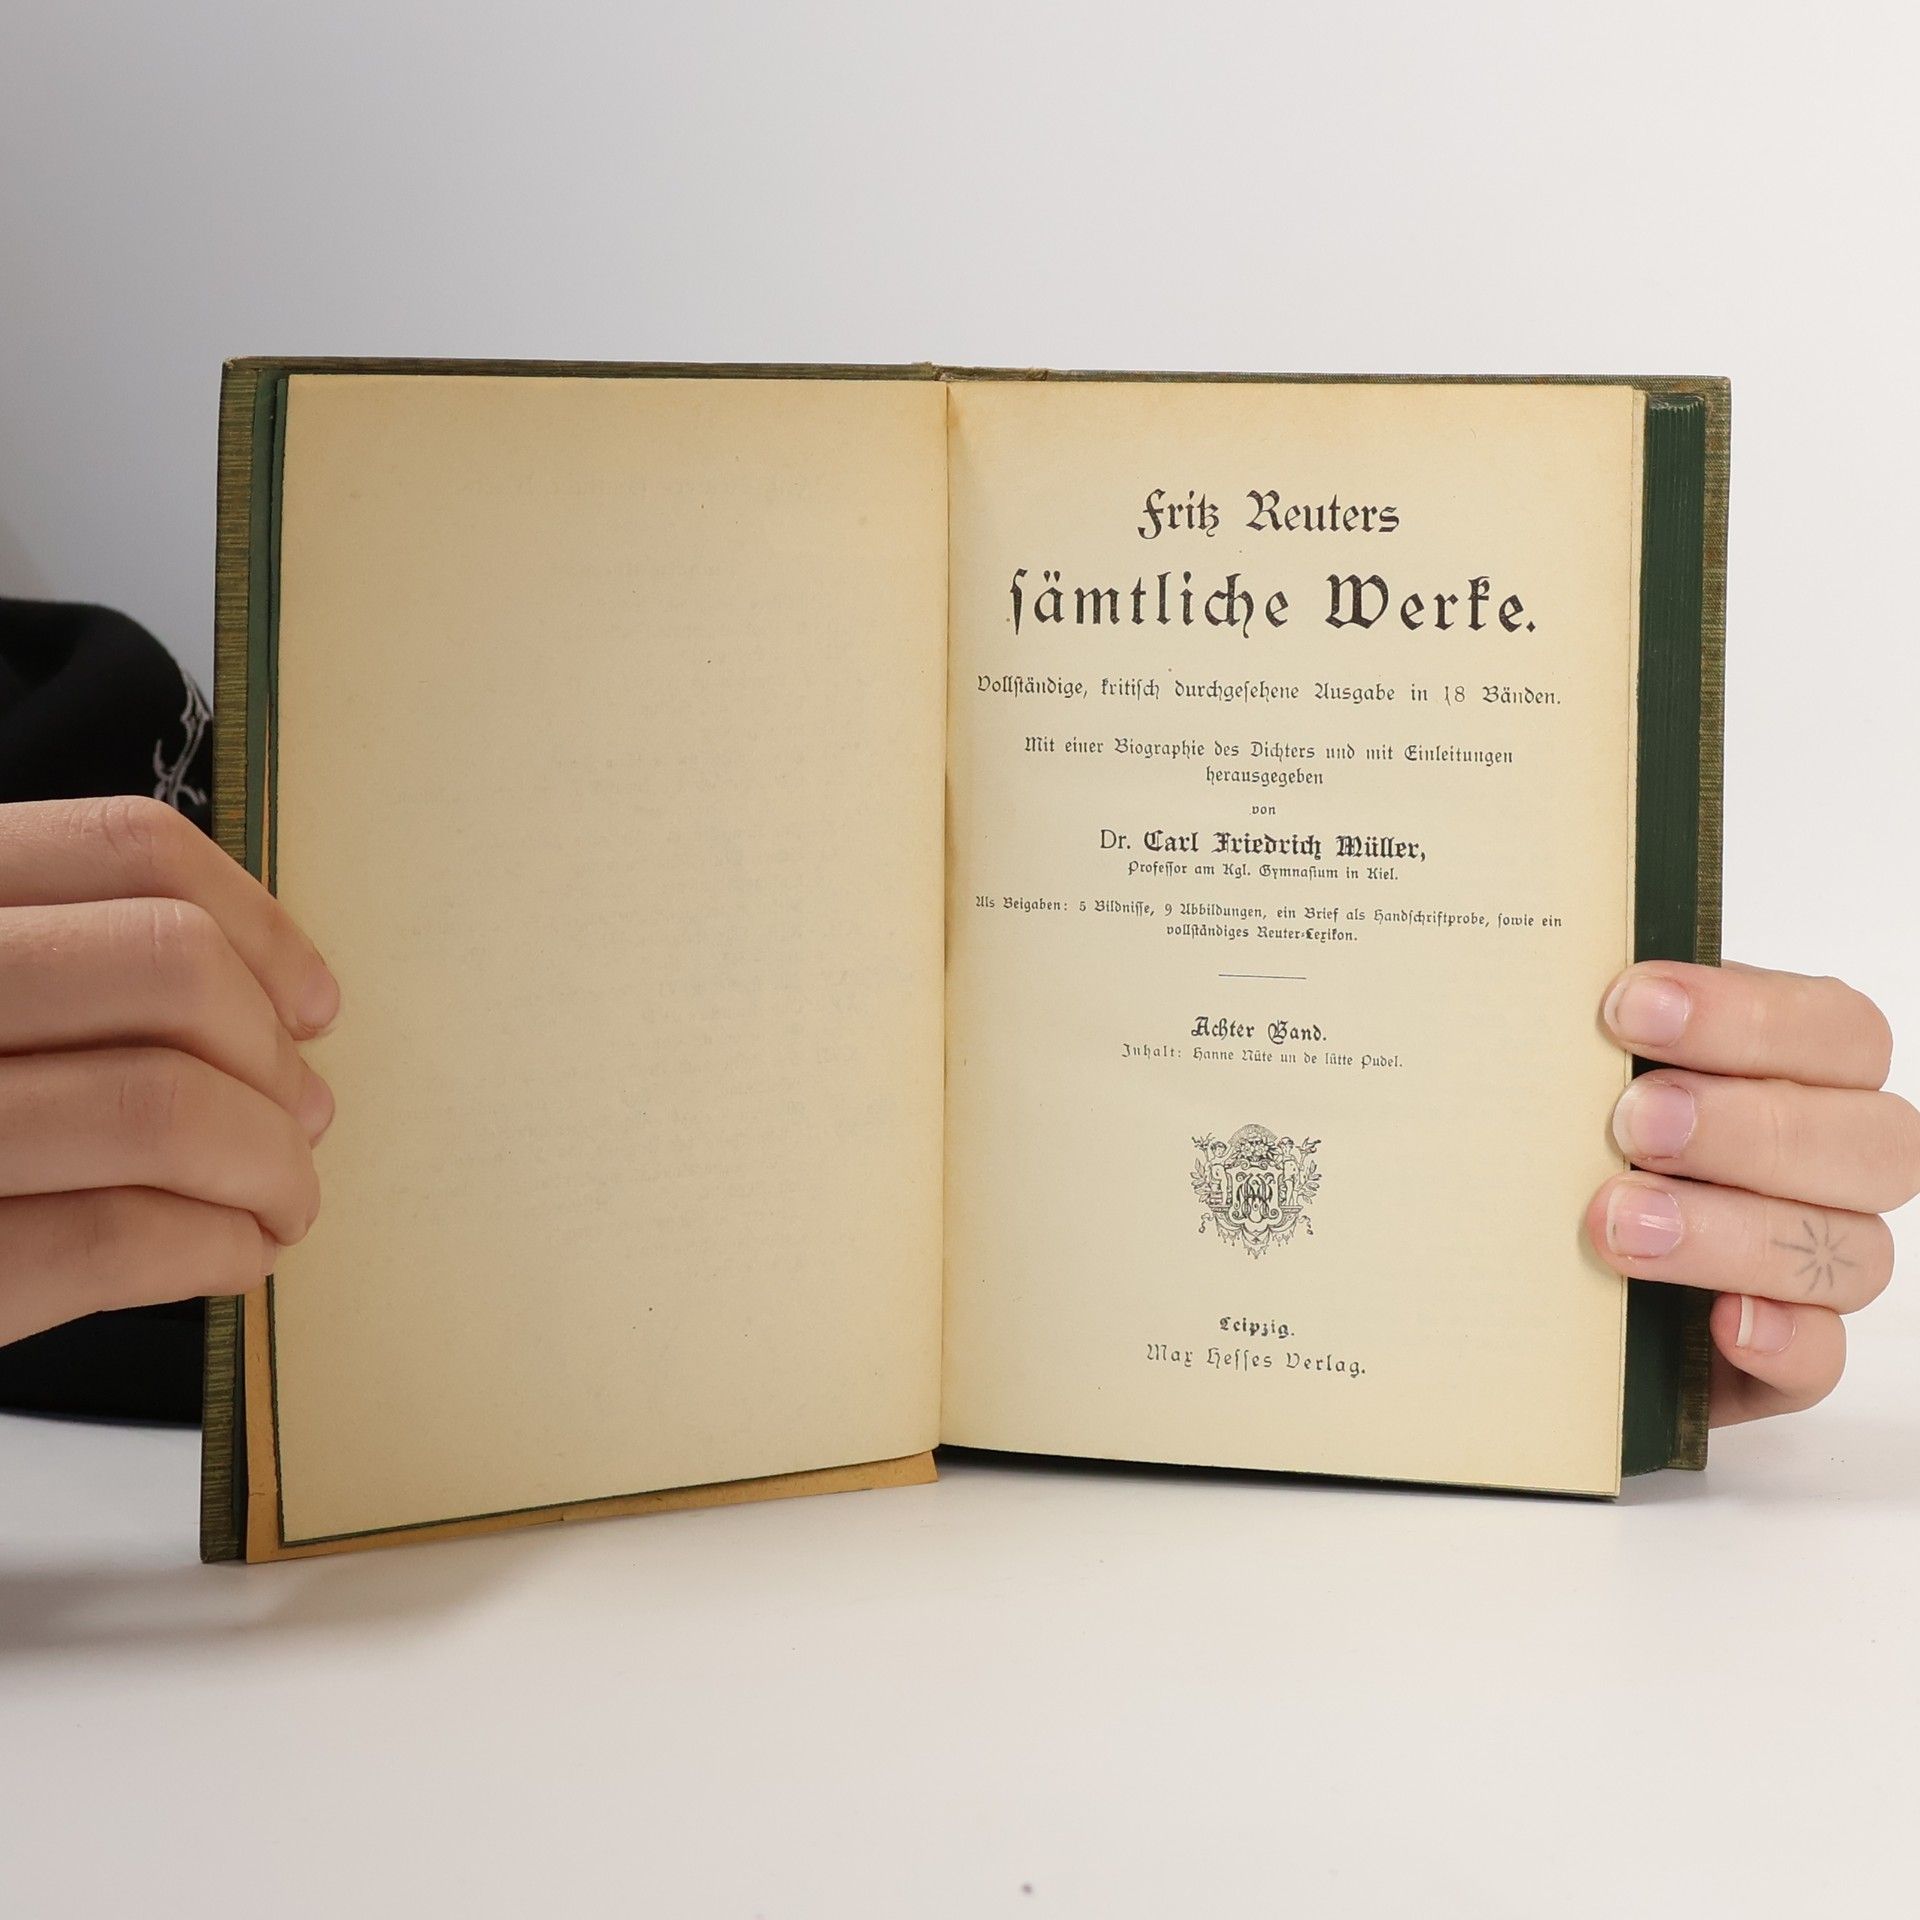 Fritz Reuters
ſämtliche Werke.
Vollſtändige, kritiſch durchgeſehene Ausgabe in 18 Bänden.
Mit einer Biographie des Dichters und mit Einleitungen
herausgegeben
von
Dr. Carl Friedrich Müller,
Profeſſor am Kgl. Gymnaſium in Kiel.
Als Beigaben: 5 Bildniſſe, 9 Abbildungen, ein Brief als Handſchriftprobe, ſowie ein
vollſtändiges Reuter-Lexikon.
Achter Band.
Inhalt: Hanne Nüte un de lütte Pudel.
Leipzig.
Max Heſſes Verlag.